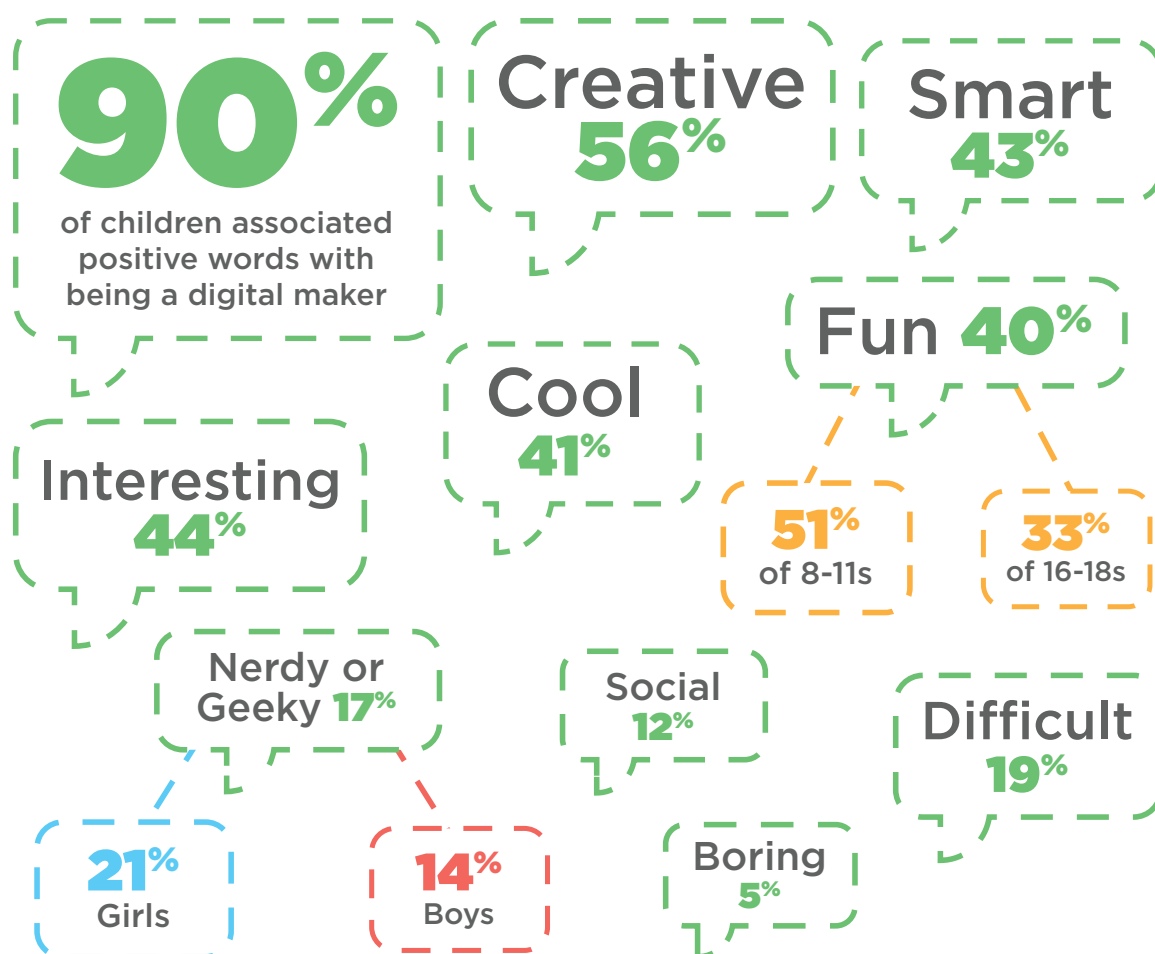 90%
of children associated
positive words with
being a digital maker
Creative
56%
Smart
43%
Fun 40%
Cool
41%
Interesting
44%
51%
of 8-11s
33%
of 16-18s
Nerdy or
Geeky 17%
Social
12%
Difficult
19%
21%
Girls
14%
Boys
Boring
5%